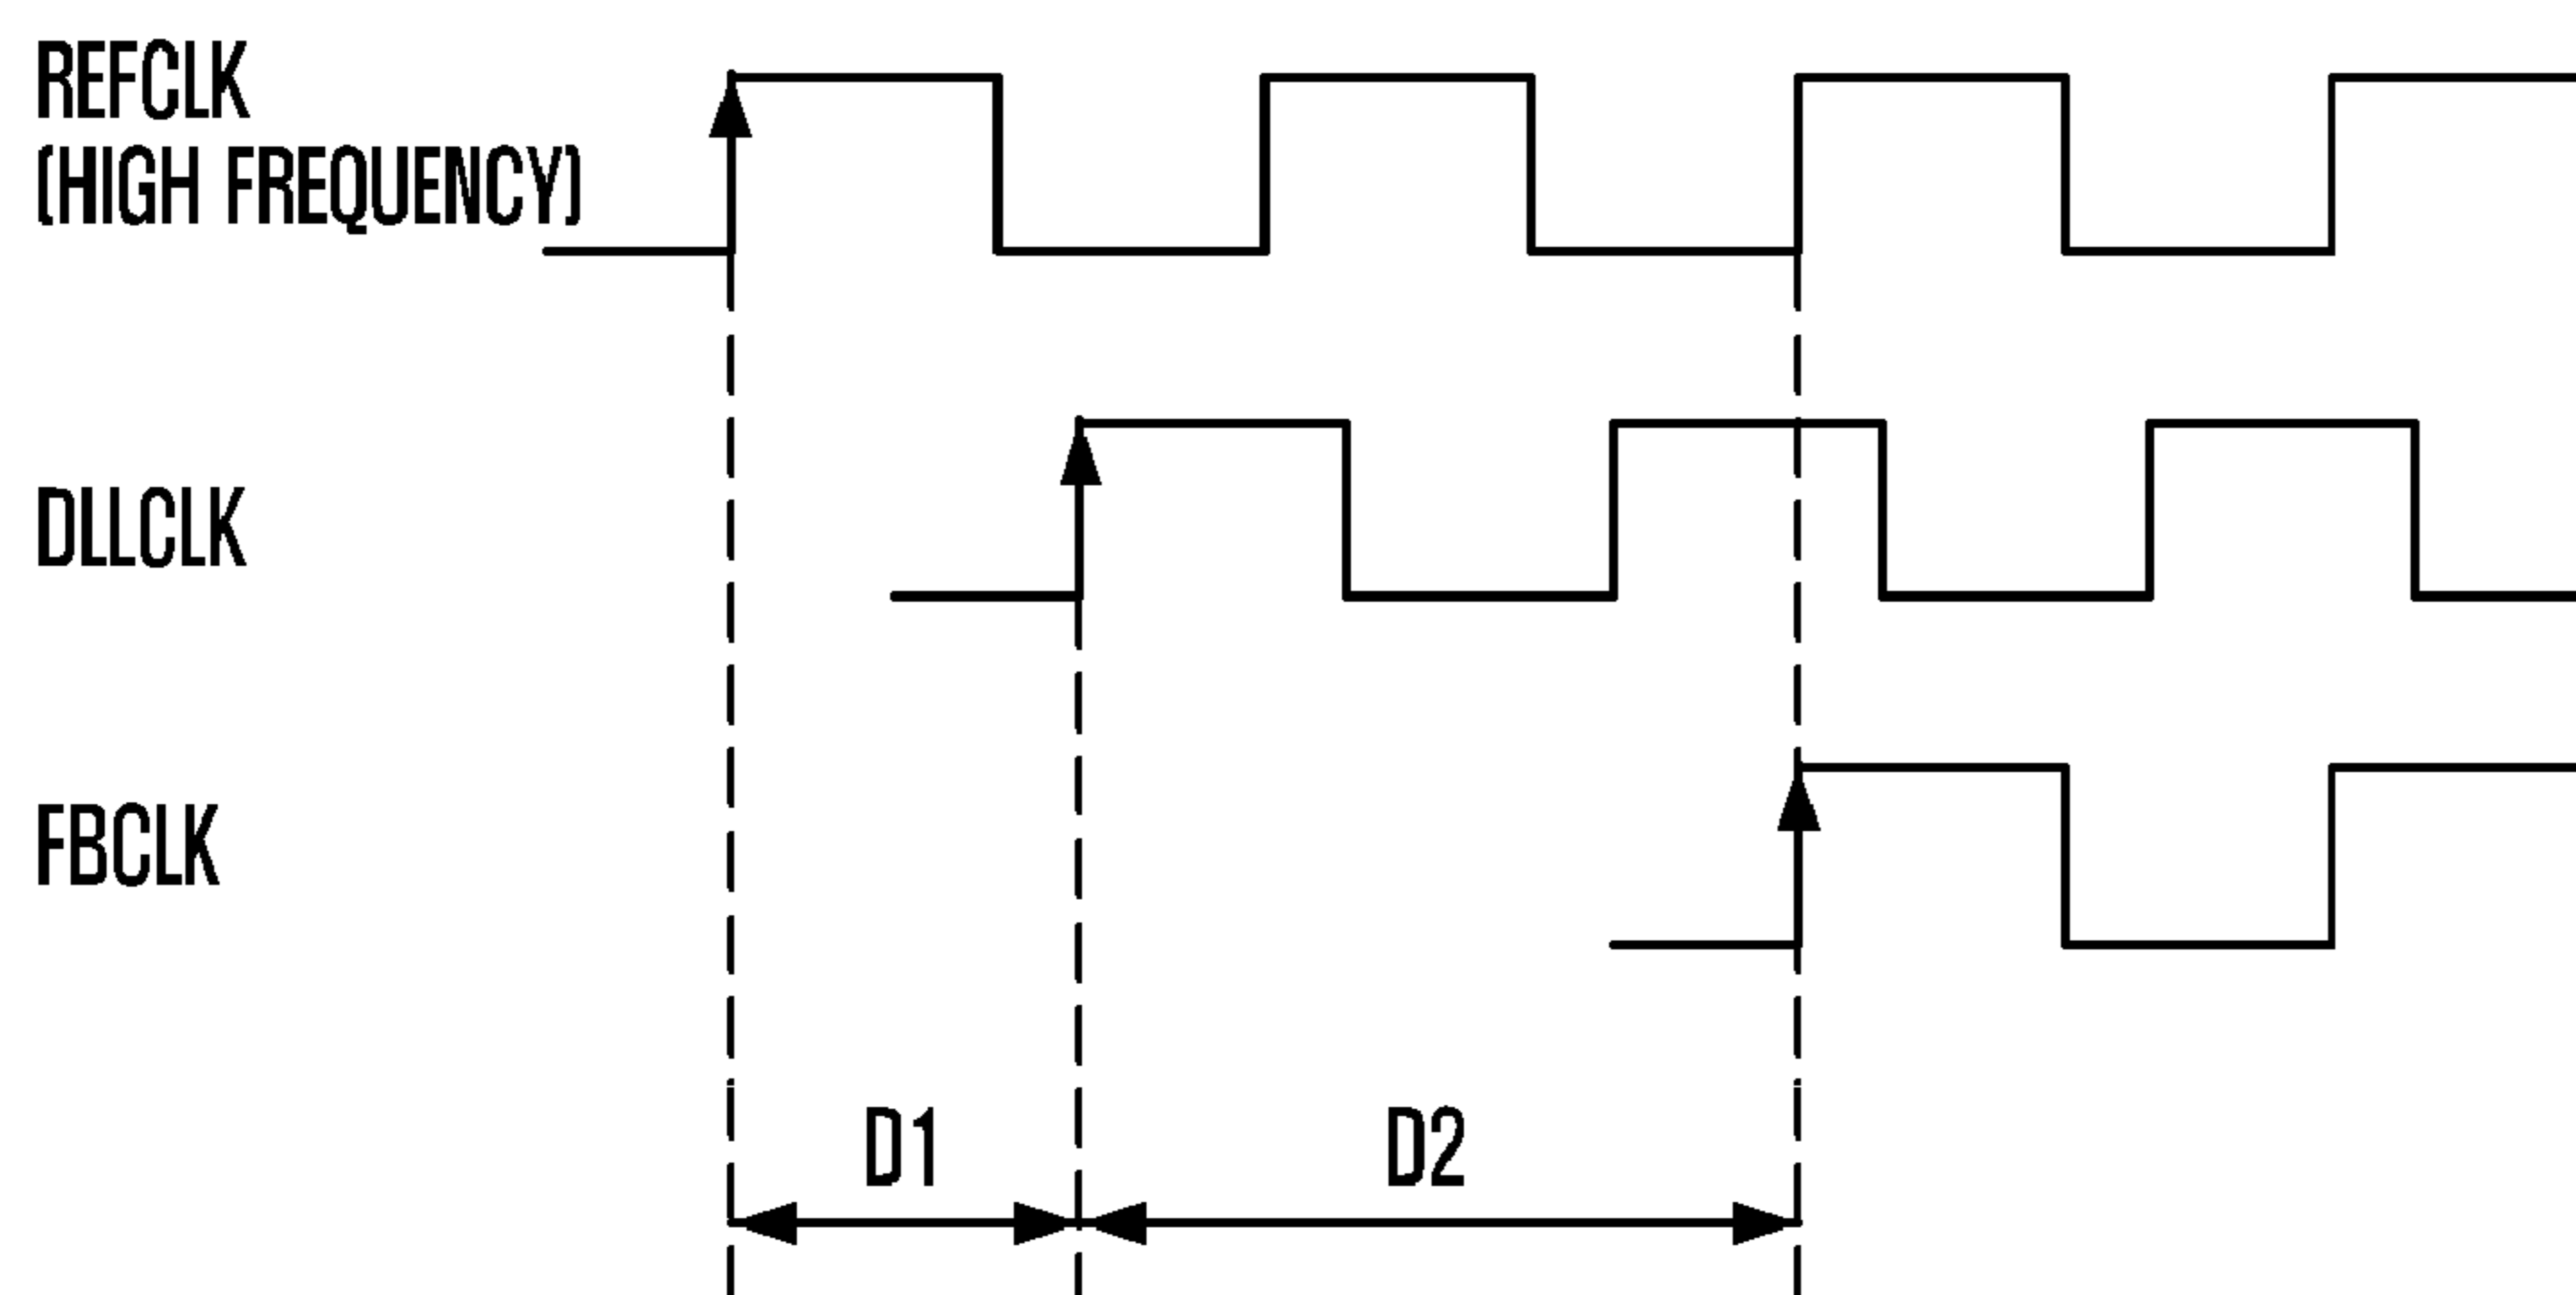 REFCLK
(HIGH FREQUENCY)
DLLCLK
FBCLK
D1 D2